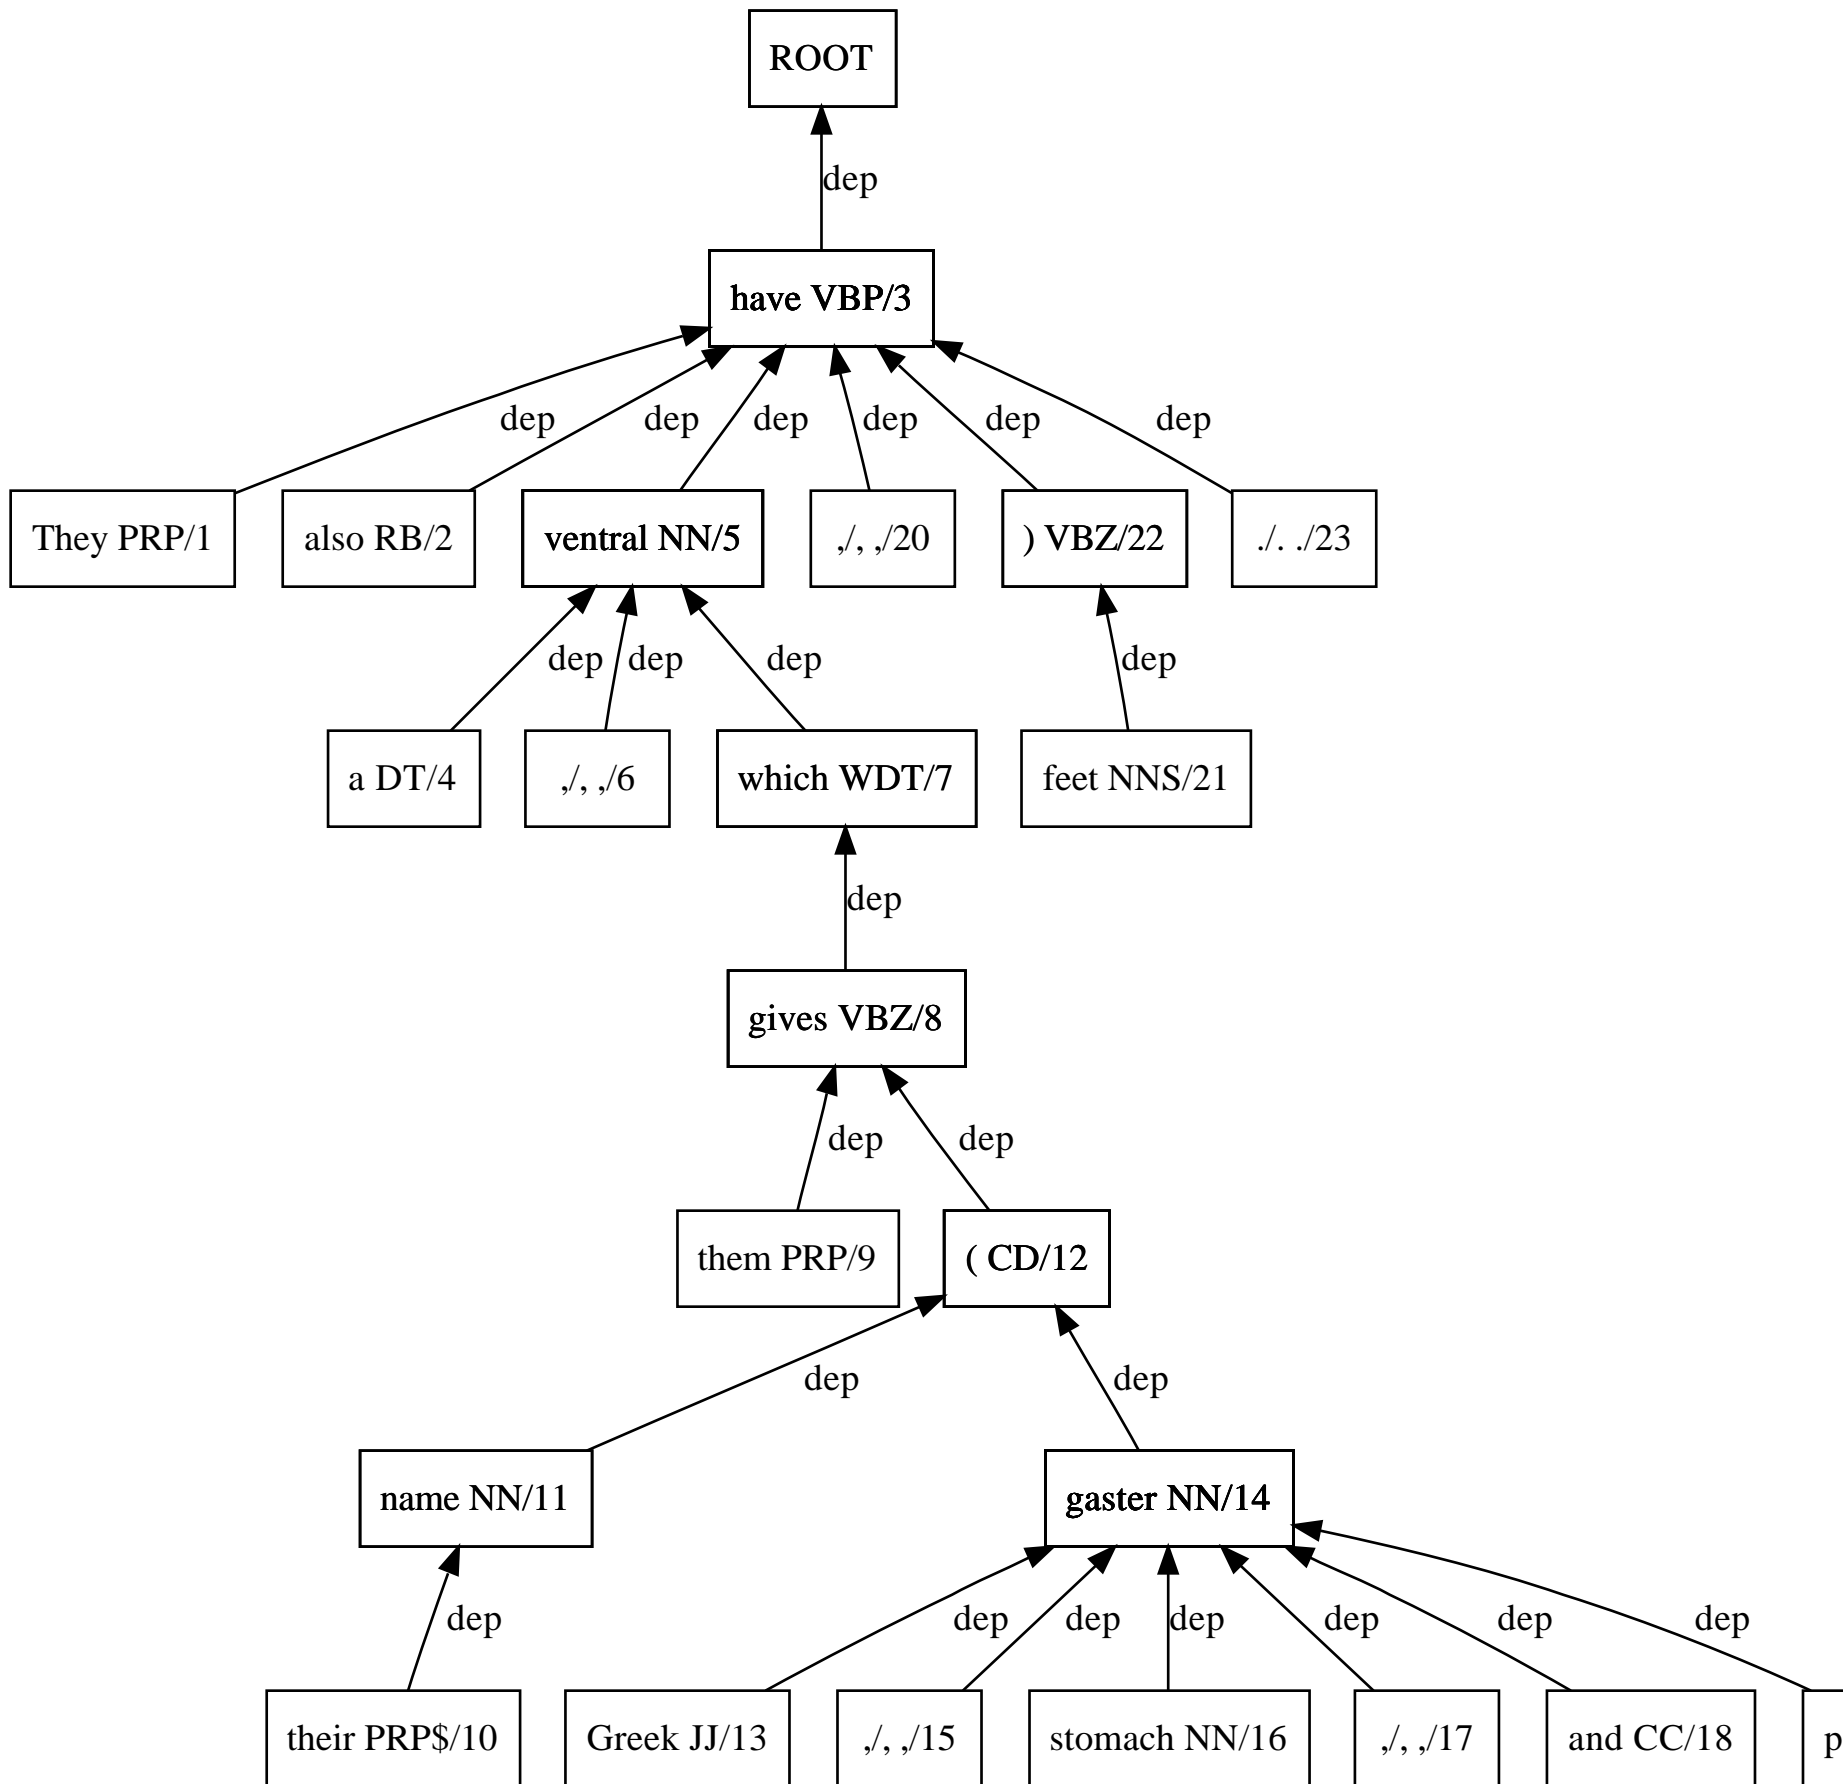 ROOT
dep
have VBP/3
dep dep dep dep dep dep
They PRP/1 also RB/2 ventral NN/5 ,/, ,/20 ) VBZ/22 ./. ./23
dep dep dep dep
a DT/4 ,/, ,/6 which WDT/7 feet NNS/21
dep
gives VBZ/8
dep dep
them PRP/9 ( CD/12
dep dep
name NN/11 gaster NN/14
dep dep dep dep dep dep dep
their PRP$/10 Greek JJ/13 ,/, ,/15 stomach NN/16 ,/, ,/17 and CC/18